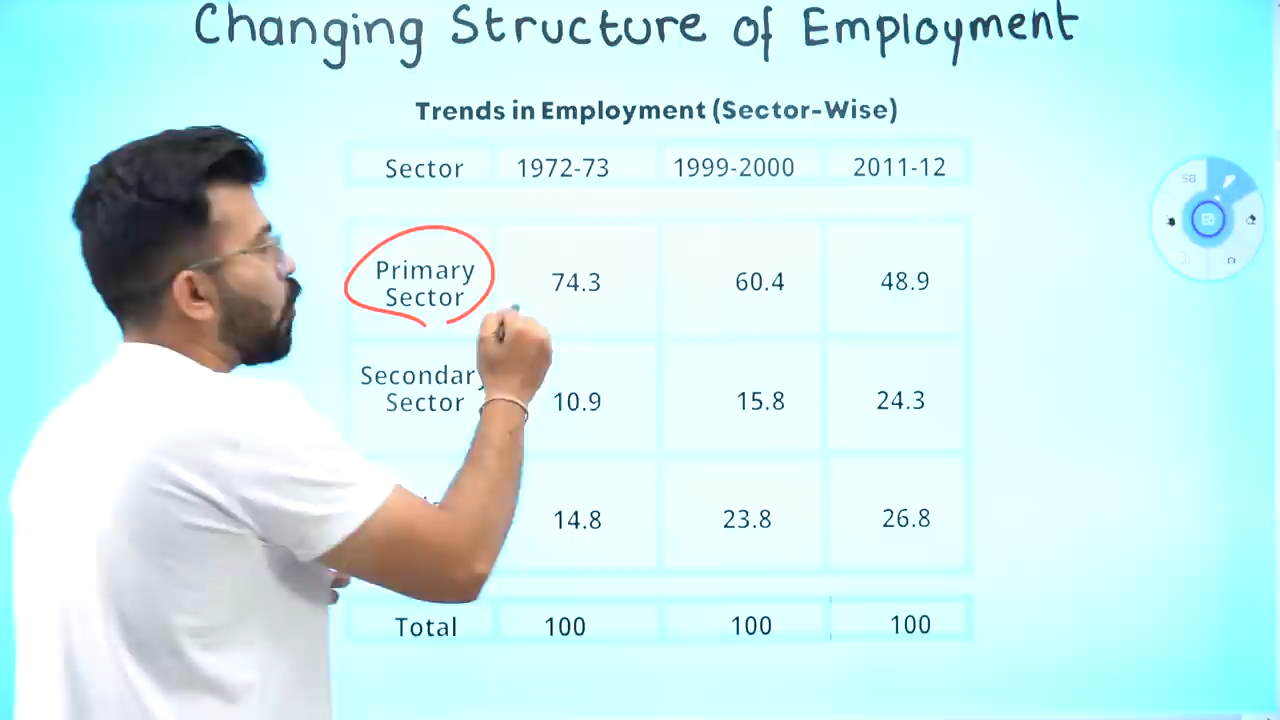 Changing Structure of Employment
Trends in Employment (Sector-Wise)
Sector 1972-73 1999-2000 2011-12
Primary
Sector 74.3 60.4 48.9
Secondary
Sector 10.9 15.8 24.3
14.8 23.8 26.8
Total 100 100 100